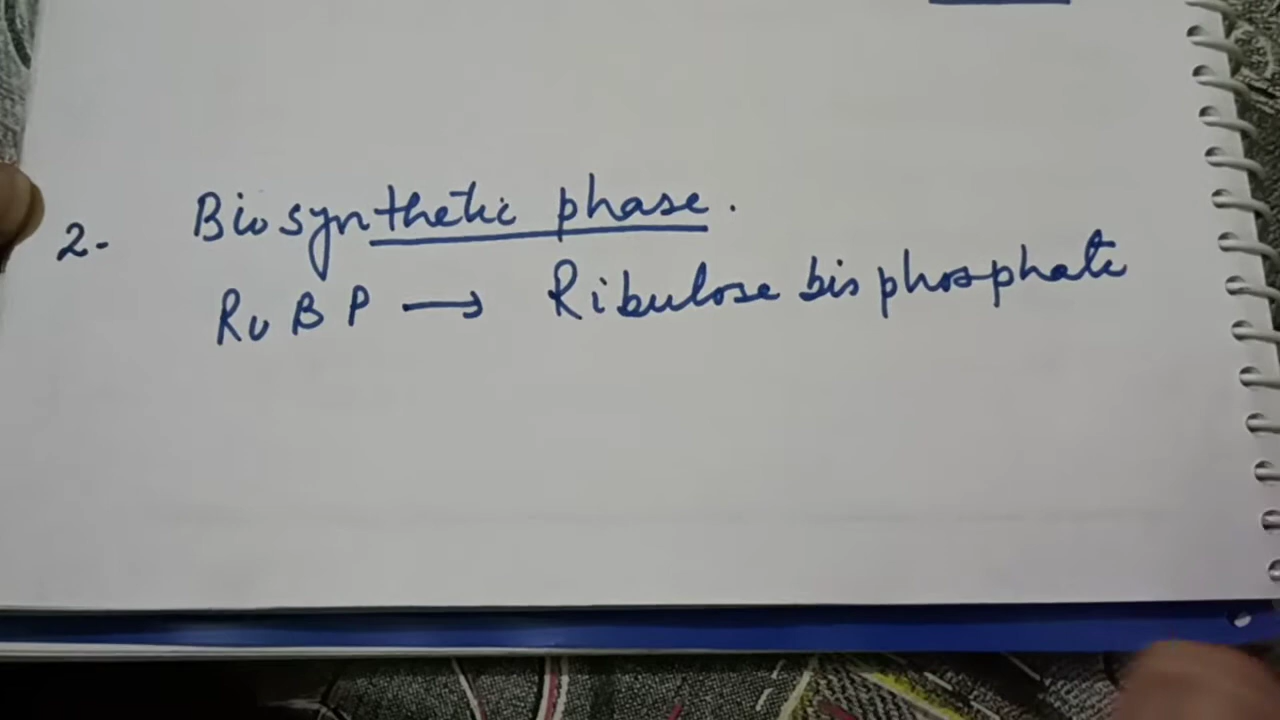 2- Biosynthetic phase.
RuBP → Ribulose bisphosphate